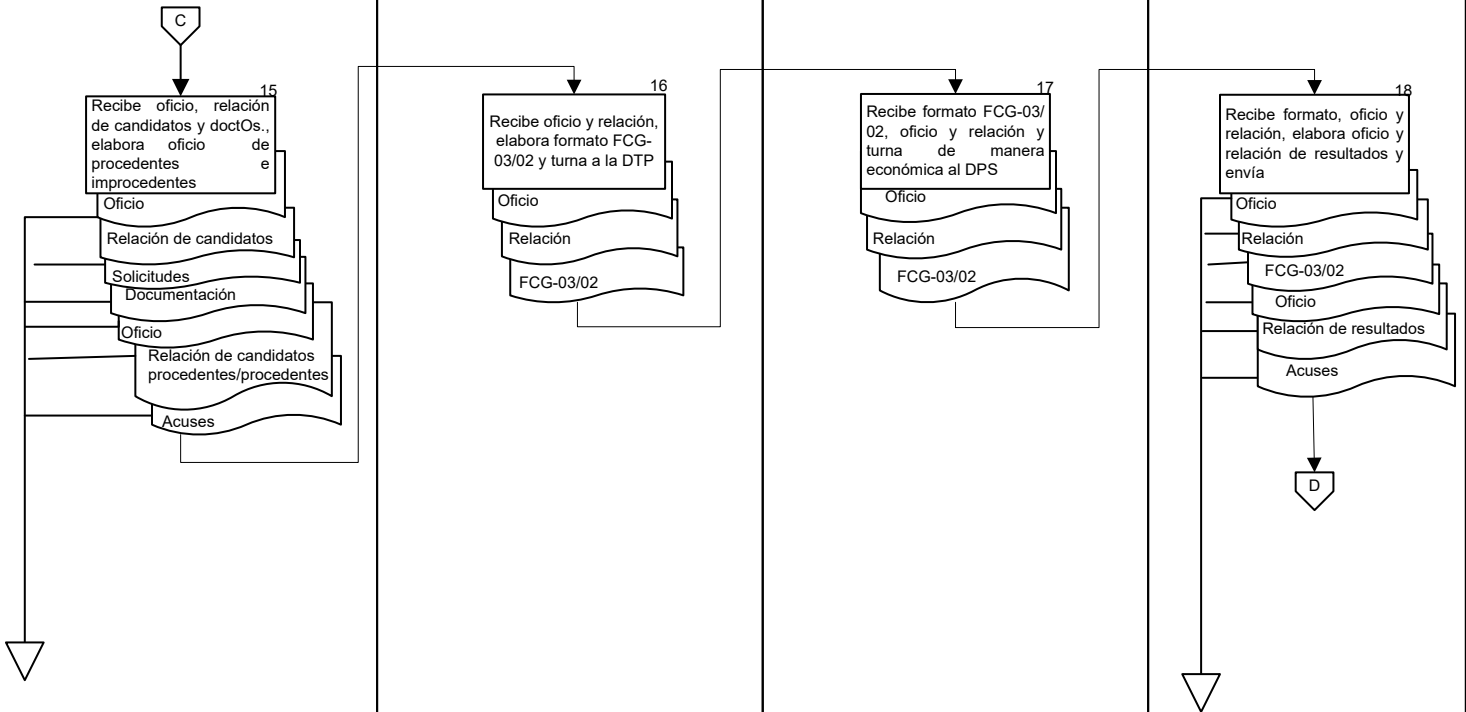 C
15
Recibe oficio, relación
de candidatos y doctOs.,
elabora oficio de
procedentes e
improcedentes
Oficio
Relación de candidatos
Solicitudes
Documentación
Oficio
Relación de candidatos
procedentes/procedentes
Acuses
16
Recibe oficio y relación,
elabora formato FCG-
03/02 y turna a la DTP
Oficio
Relación
FCG-03/02
17
Recibe formato FCG-03/
02, oficio y relación y
turna de manera
económica al DPS
Oficio
Relación
FCG-03/02
18
Recibe formato, oficio y
relación, elabora oficio y
relación de resultados y
envía
Oficio
Relación
FCG-03/02
Oficio
Relación de resultados
Acuses
D